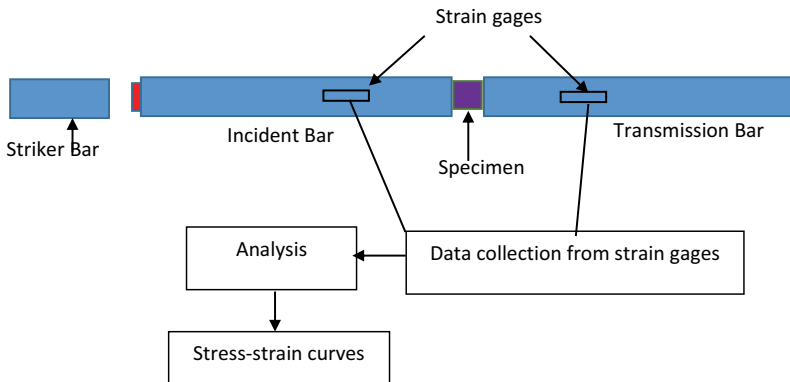 Strain gages
Striker Bar
Incident Bar
Specimen
Transmission Bar
Analysis
Data collection from strain gages
Stress-strain curves